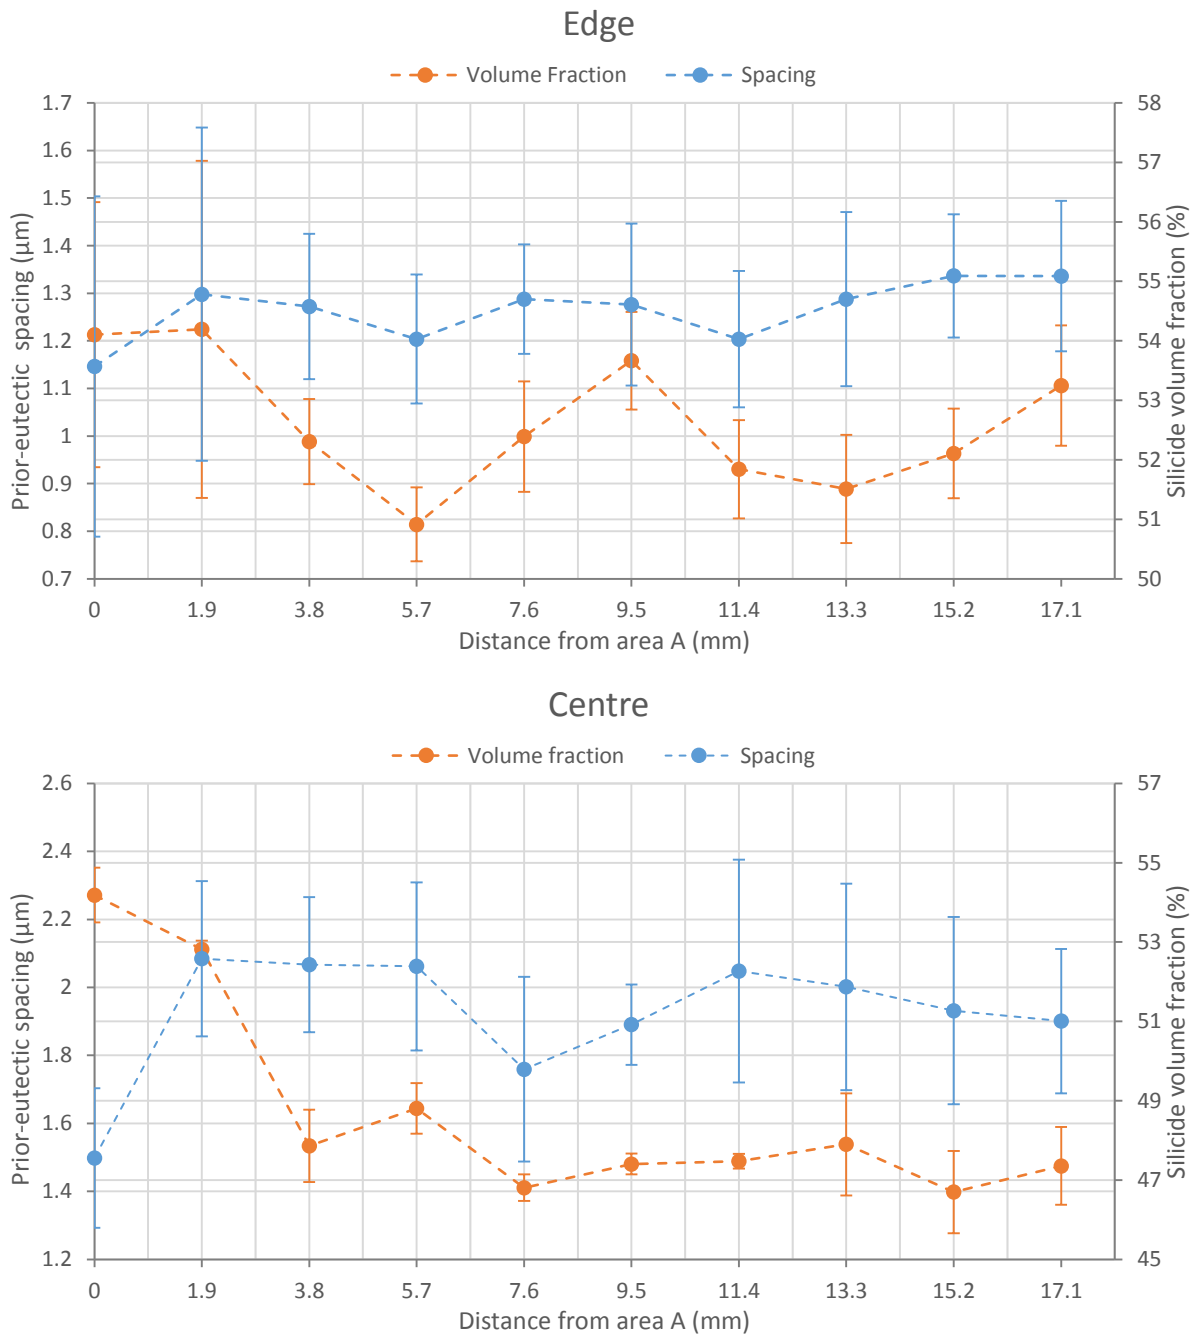 Edge
Volume Fraction Spacing
1.7 58
1.6 57
1.5 56
1.4 55
1.3 54
1.2 53
1.1 52
1 51
0.9 50
0.8
0.7
Prior-eutectic spacing (μm)
Silicide volume fraction (%)
0 1.9 3.8 5.7 7.6 9.5 11.4 13.3 15.2 17.1
Distance from area A (mm)
Centre
Volume fraction Spacing
2.6 57
2.4 55
2.2 53
2 51
1.8 49
1.6 47
1.4 45
1.2
Prior-eutectic spacing (μm)
Silicide volume fraction (%)
0 1.9 3.8 5.7 7.6 9.5 11.4 13.3 15.2 17.1
Distance from area A (mm)